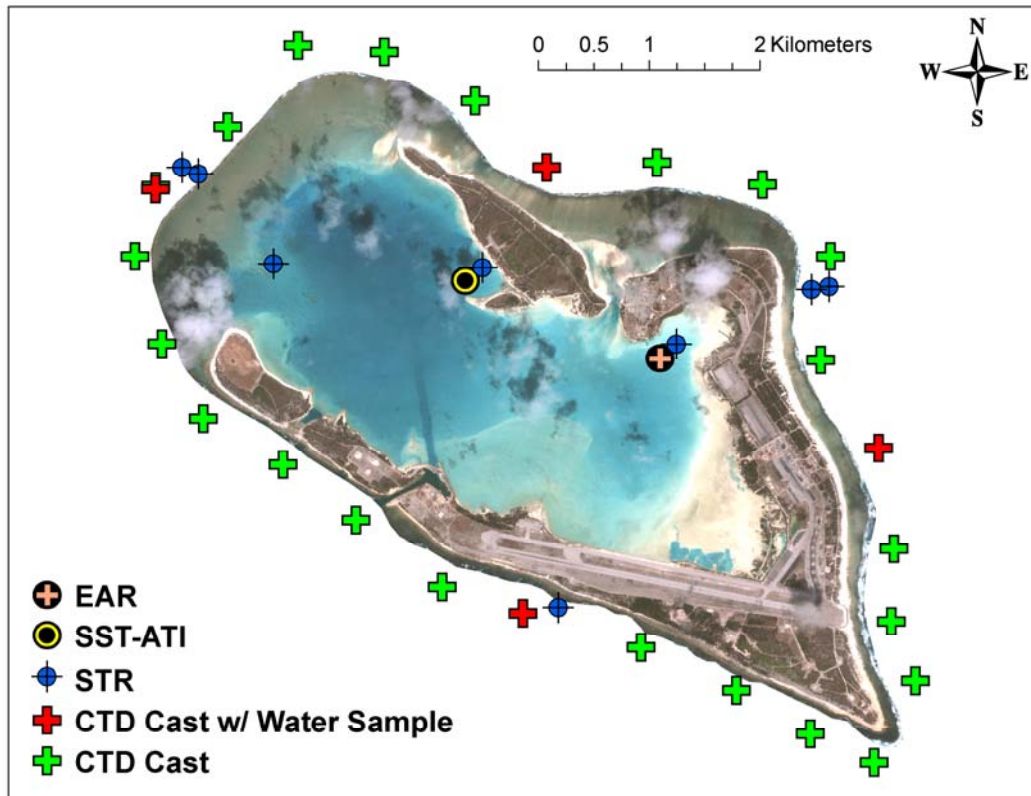 0 0.5 1 2 Kilometers
N
W E
S
EAR
SST-ATI
STR
CTD Cast w/ Water Sample
CTD Cast